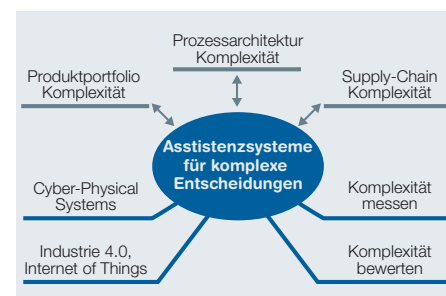 Prozessarchitektur
Komplexität
Produktportfolio
Komplexität
Supply-Chain
Komplexität
Asstistenzsysteme
für komplexe
Entscheidungen
Cyber-Physical
Systems
Komplexität
messen
Industrie 4.0,
Internet of Things
Komplexität
bewerten